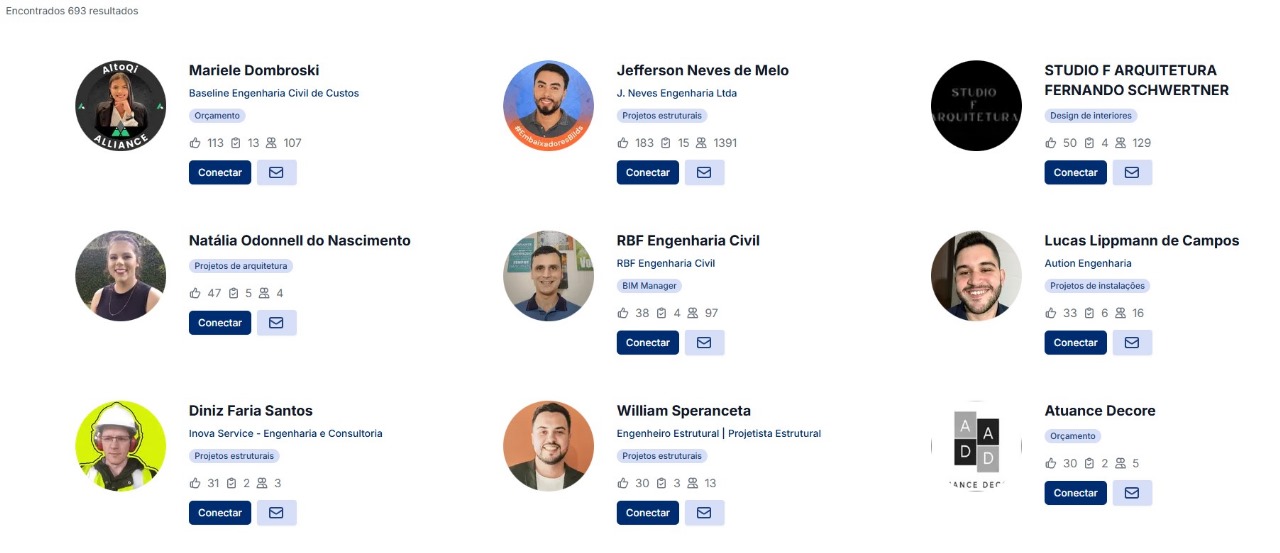 Encontrados 693 resultados
AltoQi
ALLIANCE
Mariele Dombroski
Baseline Engenharia Civil de Custos
Orçamento
113 13 107
Conectar
#EmbaixadoresBilds
Jefferson Neves de Melo
J. Neves Engenharia Ltda
Projetos estruturais
183 15 1391
Conectar
STUDIO
F
ARQUITETURA
STUDIO F ARQUITETURA
FERNANDO SCHWERTNER
Design de interiores
50 4 129
Conectar
Natália Odonnell do Nascimento
Projetos de arquitetura
47 5 4
Conectar
RBF Engenharia Civil
RBF Engenharia Civil
BIM Manager
38 4 97
Conectar
Lucas Lippmann de Campos
Aution Engenharia
Projetos de instalações
33 6 16
Conectar
Diniz Faria Santos
Inova Service - Engenharia e Consultoria
Projetos estruturais
31 2 3
Conectar
William Speranceta
Engenheiro Estrutural | Projetista Estrutural
Projetos estruturais
30 3 13
Conectar
A A
D D
Atuance Decore
Orçamento
30 2 5
Conectar